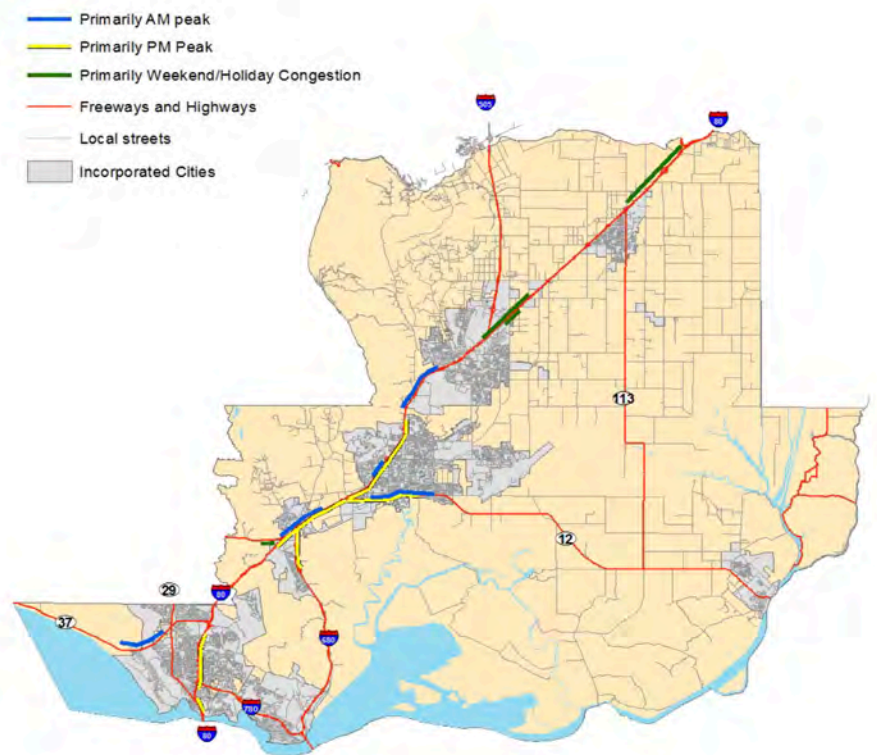 Primarily AM peak
Primarily PM Peak
Primarily Weekend/Holiday Congestion
Freeways and Highways
Local streets
Incorporated Cities
505
80
113
12
29
80
37
680
780
80